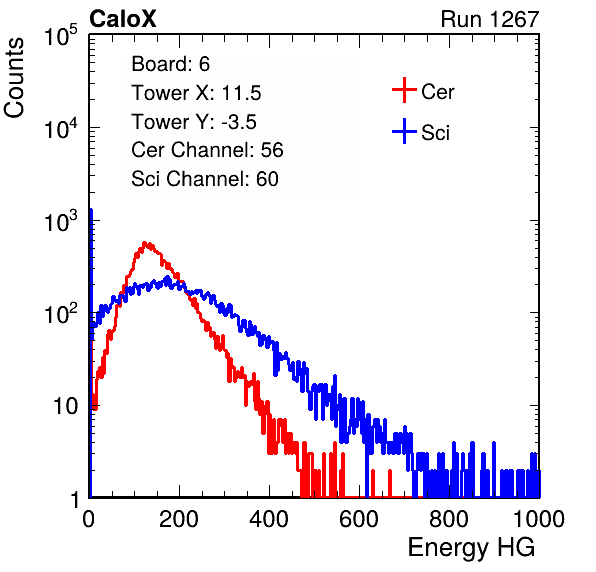 CaloX Run 1267
Counts
10^5
10^4
10^3
10^2
10
1
Board: 6
Tower X: 11.5
Tower Y: -3.5
Cer Channel: 56
Sci Channel: 60
Cer
Sci
0 200 400 600 800 1000
Energy HG